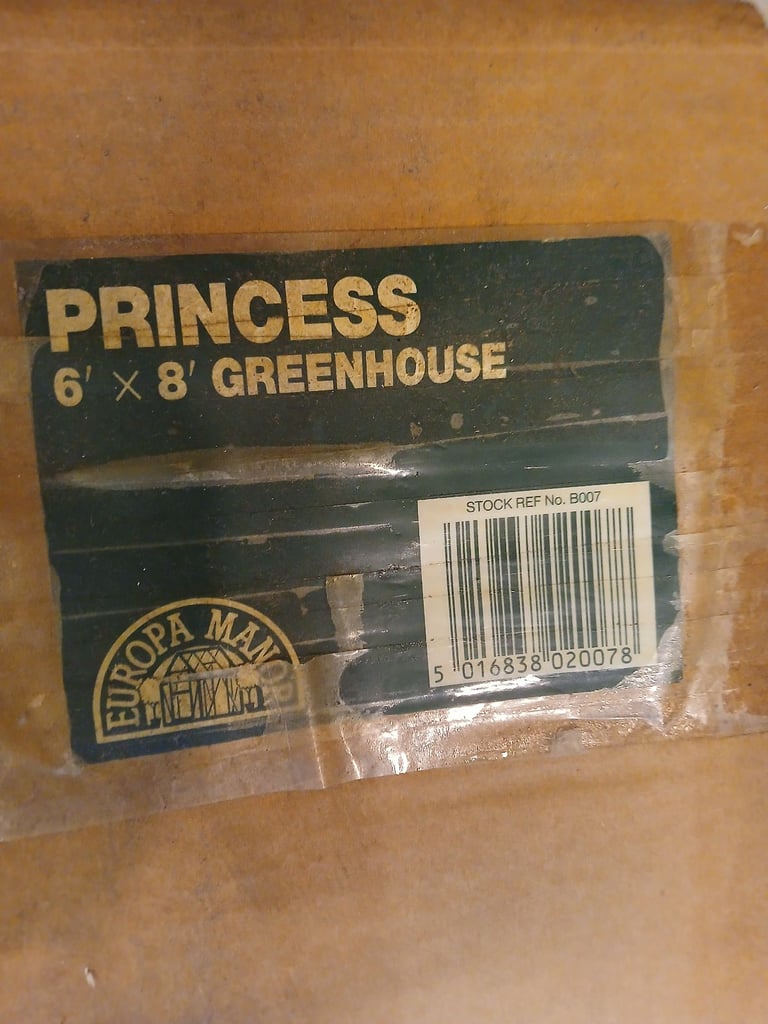 PRINCESS
6' × 8' GREENHOUSE
STOCK REF No. B007
5 016838 020078
EUROPA MANOR